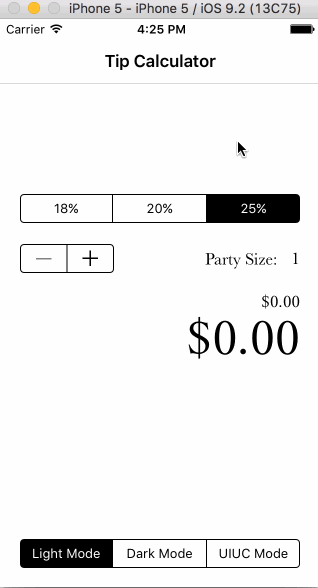 iPhone 5 - iPhone 5 / iOS 9.2 (13C75)
Carrier 4:25 PM
Tip Calculator
18% 20% 25%
— + Party Size: 1
$0.00
$0.00
Light Mode Dark Mode UIUC Mode